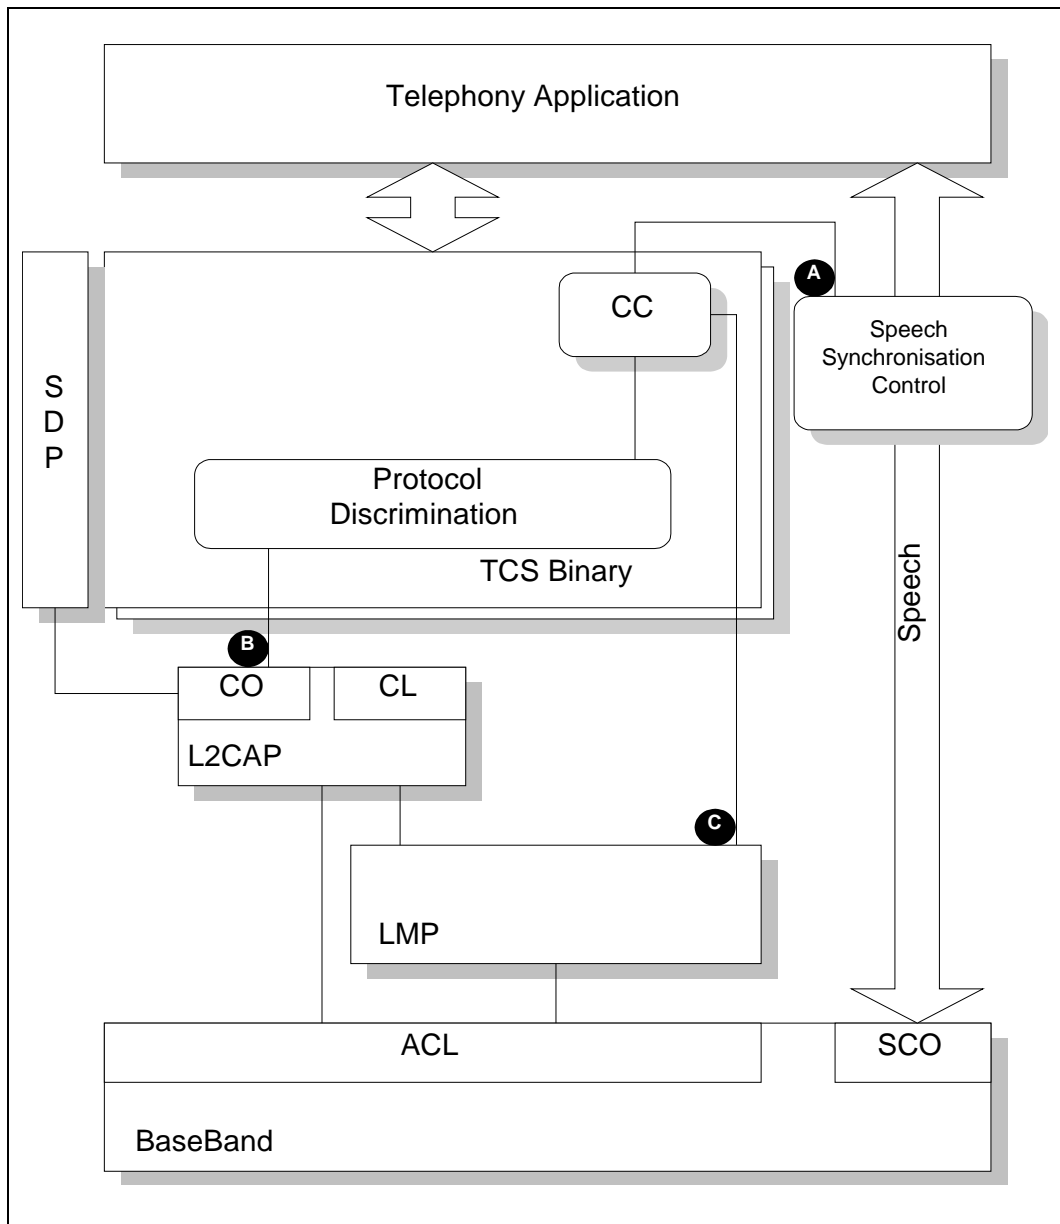 Telephony Application
A
CC
Speech
Synchronisation
Control
S
D
P
Protocol
Discrimination
TCS Binary
Speech
B
CO
CL
L2CAP
C
LMP
ACL
SCO
BaseBand